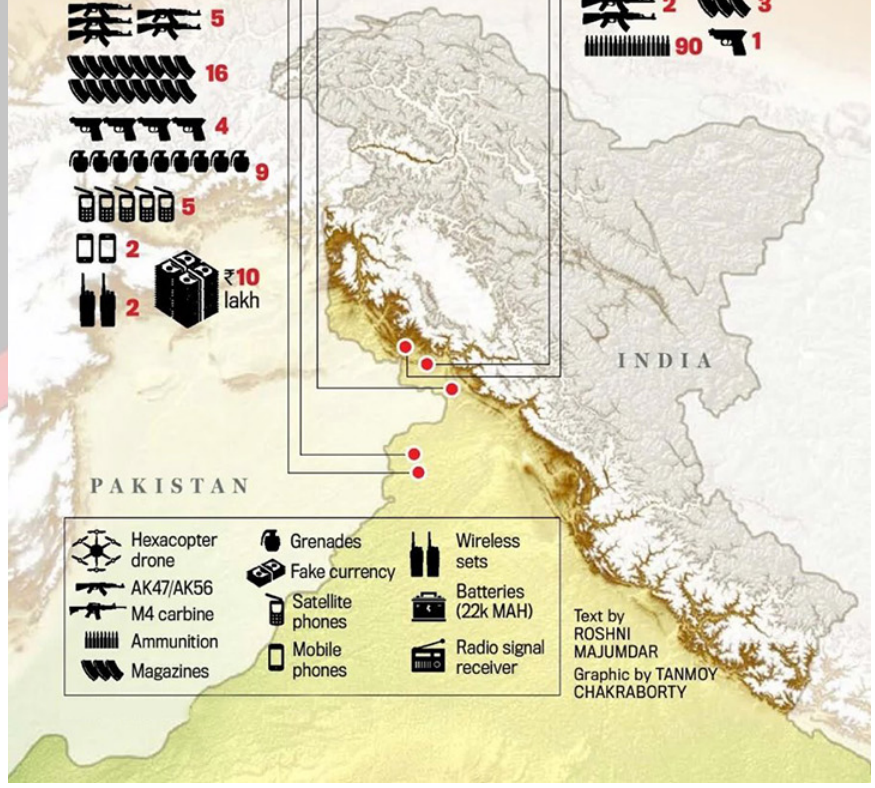 5
16
4
9
5
2
₹10
lakh
2
2
3
90
1
INDIA
PAKISTAN
Hexacopter
drone
AK47/AK56
M4 carbine
Ammunition
Magazines
Grenades
Fake currency
Satellite
phones
Mobile
phones
Wireless
sets
Batteries
(22k MAH)
Radio signal
receiver
Text by
ROSHNI
MAJUMDAR
Graphic by TANMOY
CHAKRABORTY